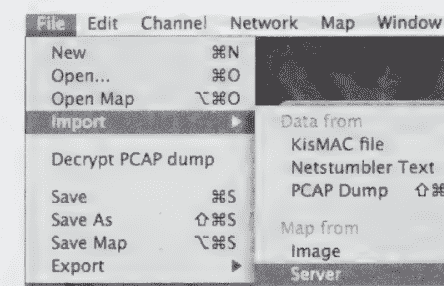 File Edit Channel Network Map Window
New ⌘N
Open... ⌘O
Open Map ⌥⌘O
Import ▶
Decrypt PCAP dump
Save ⌘S
Save As ⇧⌘S
Save Map ⌥⌘S
Export ▶
Data from
KisMAC file
Netstumbler Text
PCAP Dump ⇧⌘
Map from
Image
Server